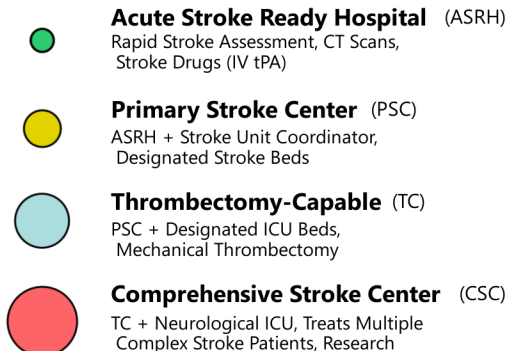 Acute Stroke Ready Hospital (ASRH)
Rapid Stroke Assessment, CT Scans,
Stroke Drugs (IV tPA)
Primary Stroke Center (PSC)
ASRH + Stroke Unit Coordinator,
Designated Stroke Beds
Thrombectomy-Capable (TC)
PSC + Designated ICU Beds,
Mechanical Thrombectomy
Comprehensive Stroke Center (CSC)
TC + Neurological ICU, Treats Multiple
Complex Stroke Patients, Research